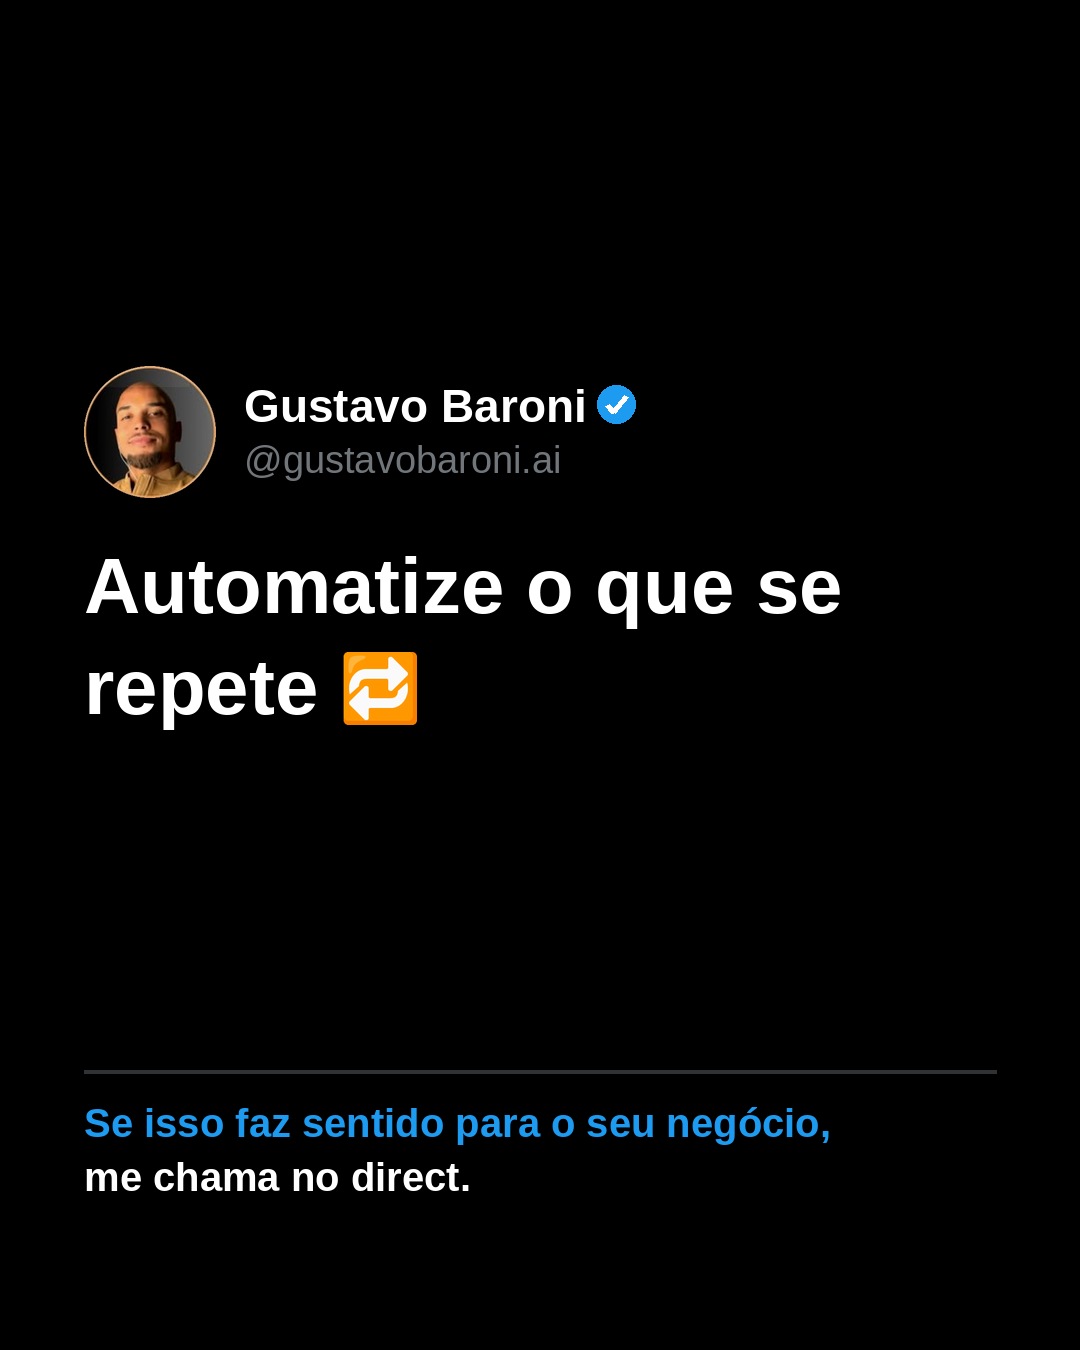 Gustavo Baroni
@gustavobaroni.ai
Automatize o que se
repete 🔁
Se isso faz sentido para o seu negócio,
me chama no direct.